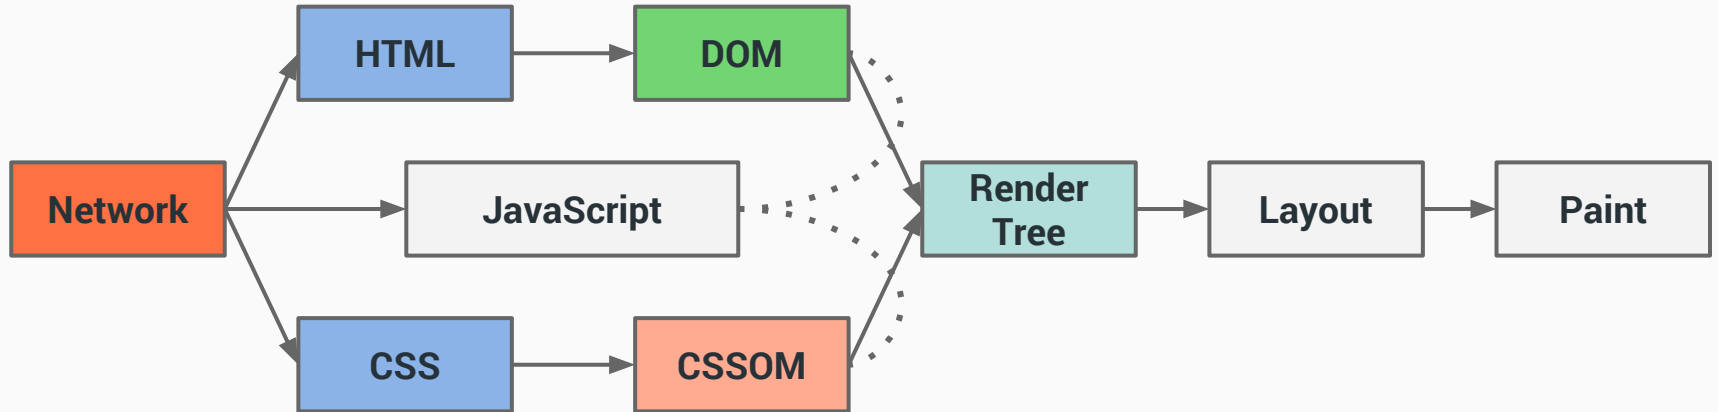 HTML
DOM
Network
JavaScript
Render
Tree
Layout
Paint
CSS
CSSOM